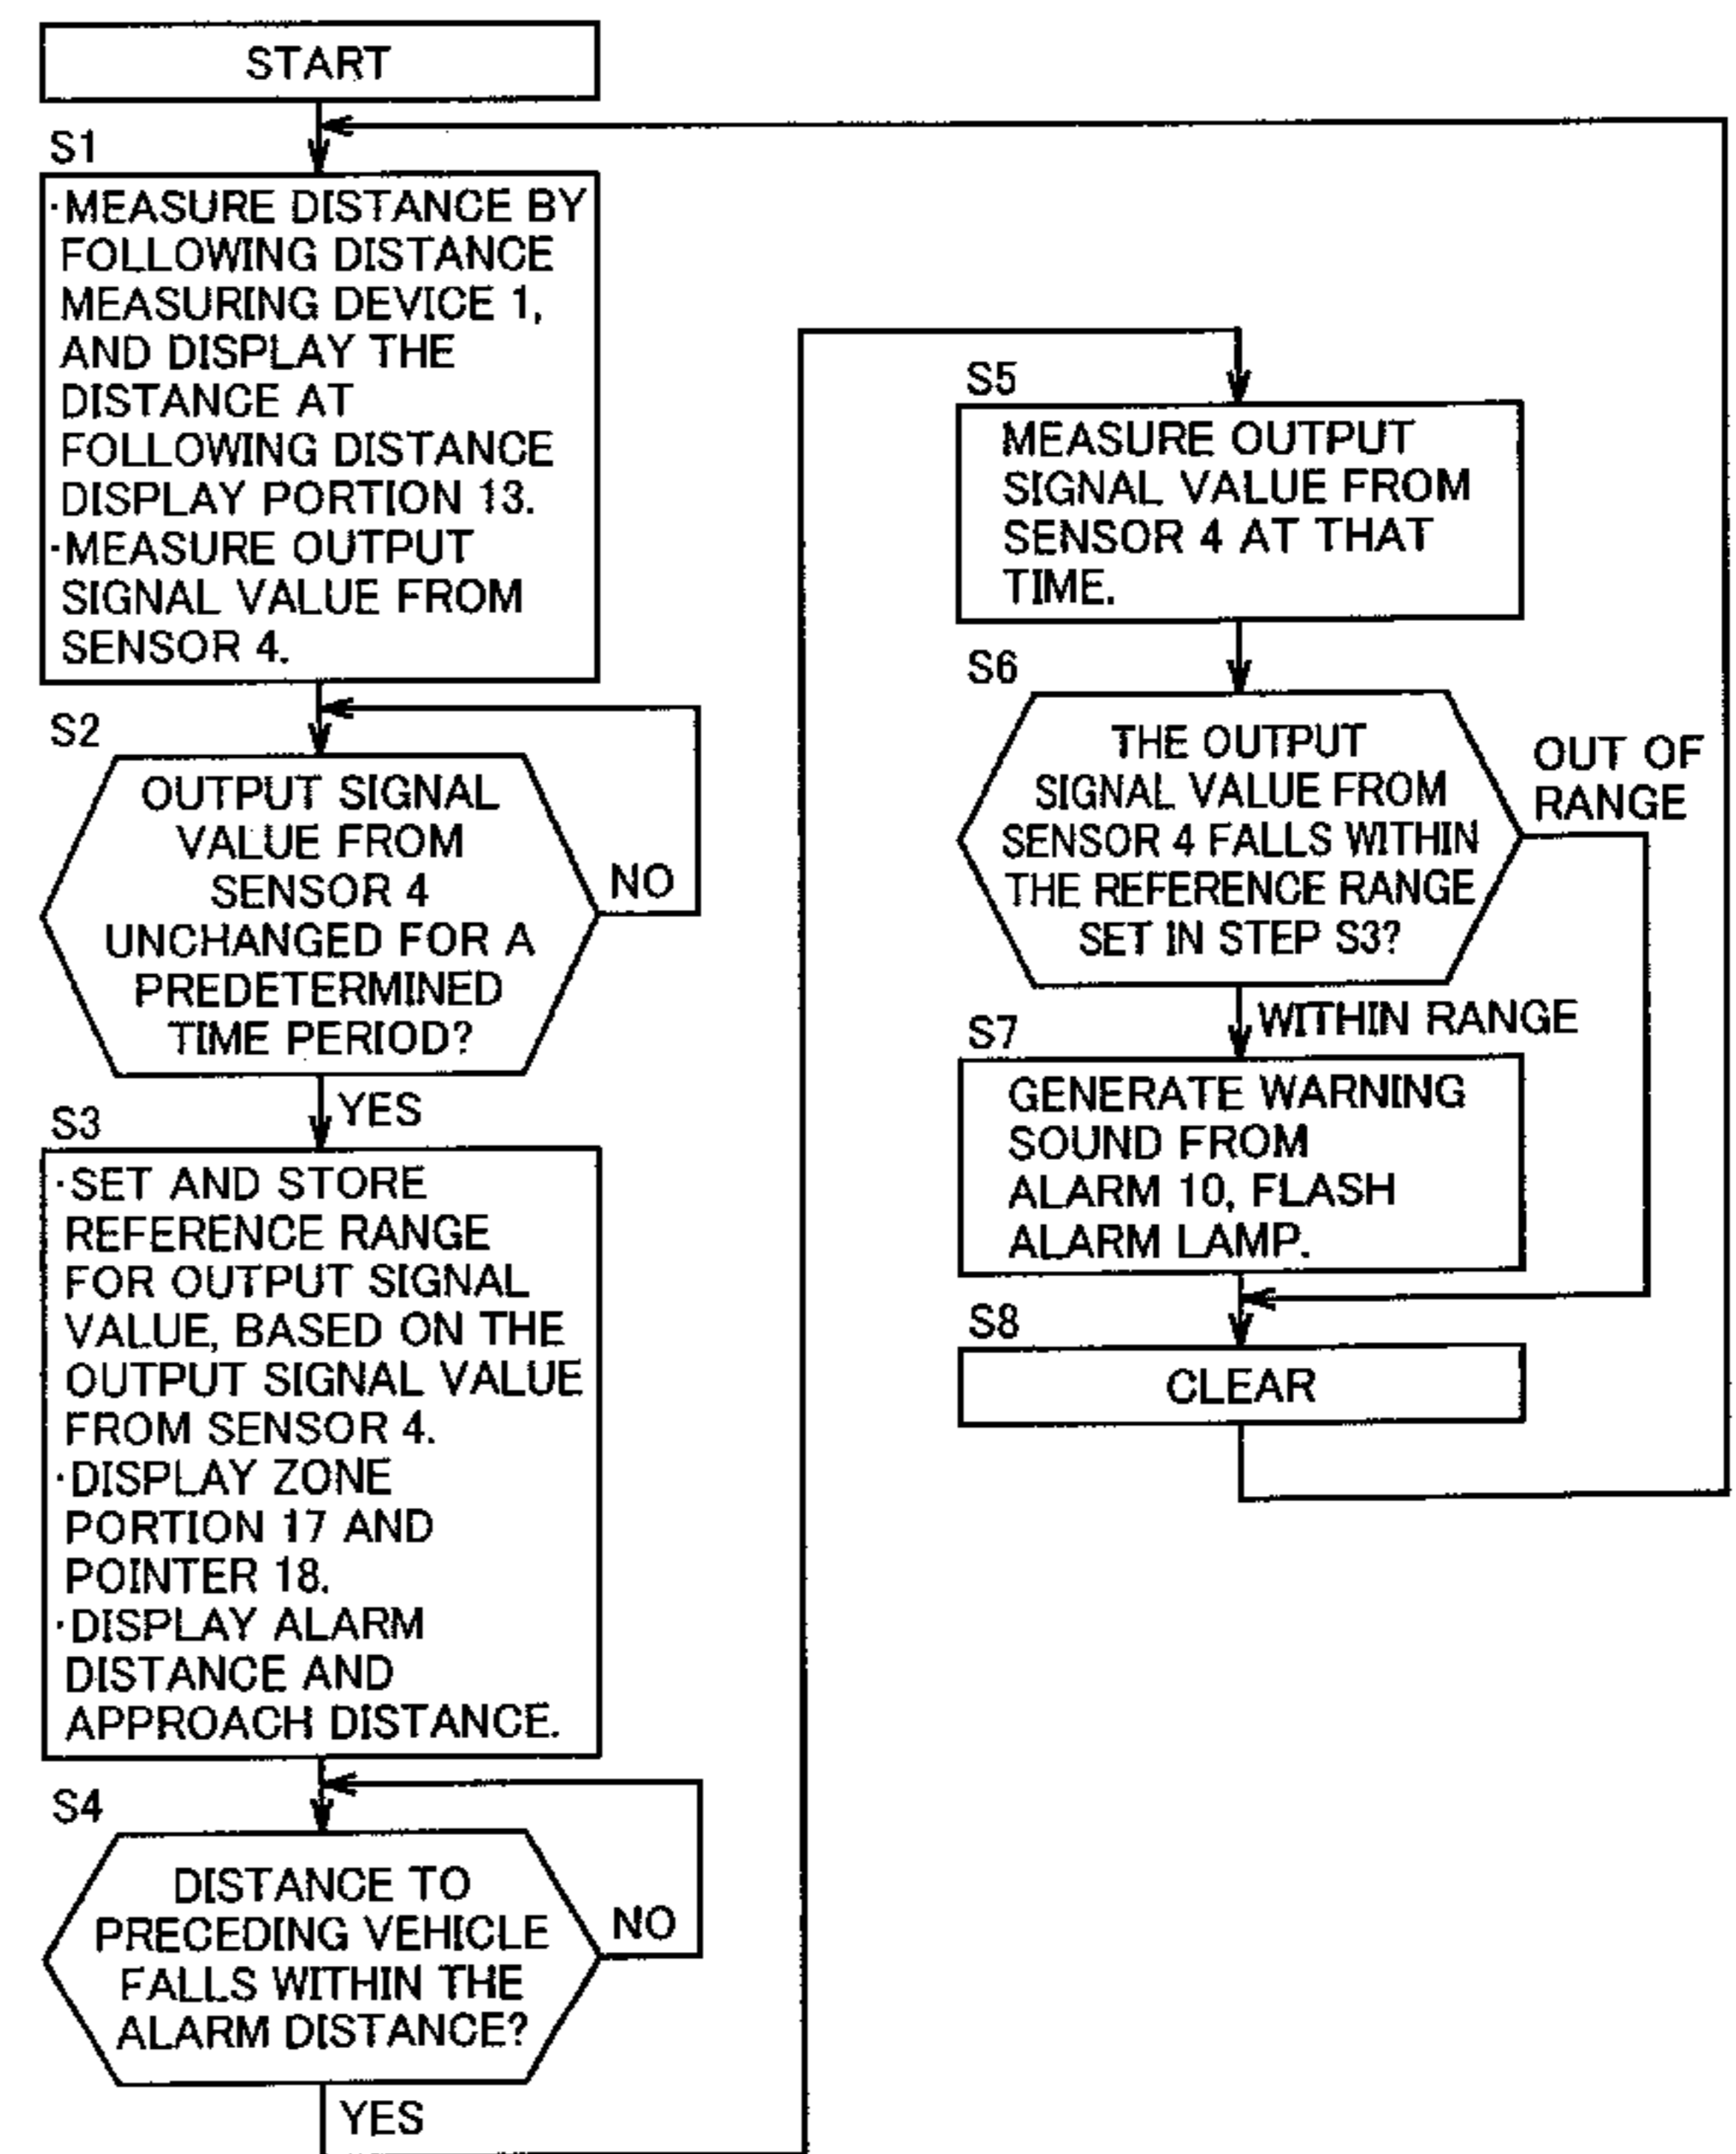 START
S1
·MEASURE DISTANCE BY
FOLLOWING DISTANCE
MEASURING DEVICE 1,
AND DISPLAY THE
DISTANCE AT
FOLLOWING DISTANCE
DISPLAY PORTION 13.
·MEASURE OUTPUT
SIGNAL VALUE FROM
SENSOR 4.
S2
OUTPUT SIGNAL
VALUE FROM
SENSOR 4
UNCHANGED FOR A
PREDETERMINED
TIME PERIOD?
NO
YES
S3
·SET AND STORE
REFERENCE RANGE
FOR OUTPUT SIGNAL
VALUE, BASED ON THE
OUTPUT SIGNAL VALUE
FROM SENSOR 4.
·DISPLAY ZONE
PORTION 17 AND
POINTER 18.
·DISPLAY ALARM
DISTANCE AND
APPROACH DISTANCE.
S4
DISTANCE TO
PRECEDING VEHICLE
FALLS WITHIN THE
ALARM DISTANCE?
NO
YES
S5
MEASURE OUTPUT
SIGNAL VALUE FROM
SENSOR 4 AT THAT
TIME.
S6
THE OUTPUT
SIGNAL VALUE FROM
SENSOR 4 FALLS WITHIN
THE REFERENCE RANGE
SET IN STEP S3?
OUT OF
RANGE
WITHIN RANGE
S7
GENERATE WARNING
SOUND FROM
ALARM 10, FLASH
ALARM LAMP.
S8
CLEAR